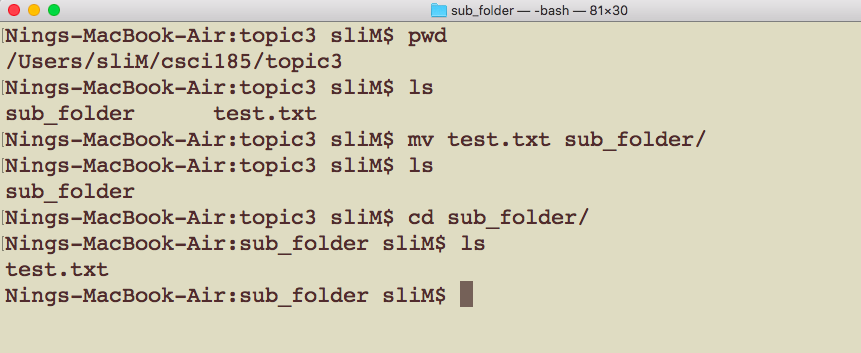 sub_folder — -bash — 81×30
[Nings-MacBook-Air:topic3 sliM$ pwd
/Users/sliM/csci185/topic3
[Nings-MacBook-Air:topic3 sliM$ ls
sub_folder      test.txt
[Nings-MacBook-Air:topic3 sliM$ mv test.txt sub_folder/
[Nings-MacBook-Air:topic3 sliM$ ls
sub_folder
[Nings-MacBook-Air:topic3 sliM$ cd sub_folder/
[Nings-MacBook-Air:sub_folder sliM$ ls
test.txt
Nings-MacBook-Air:sub_folder sliM$